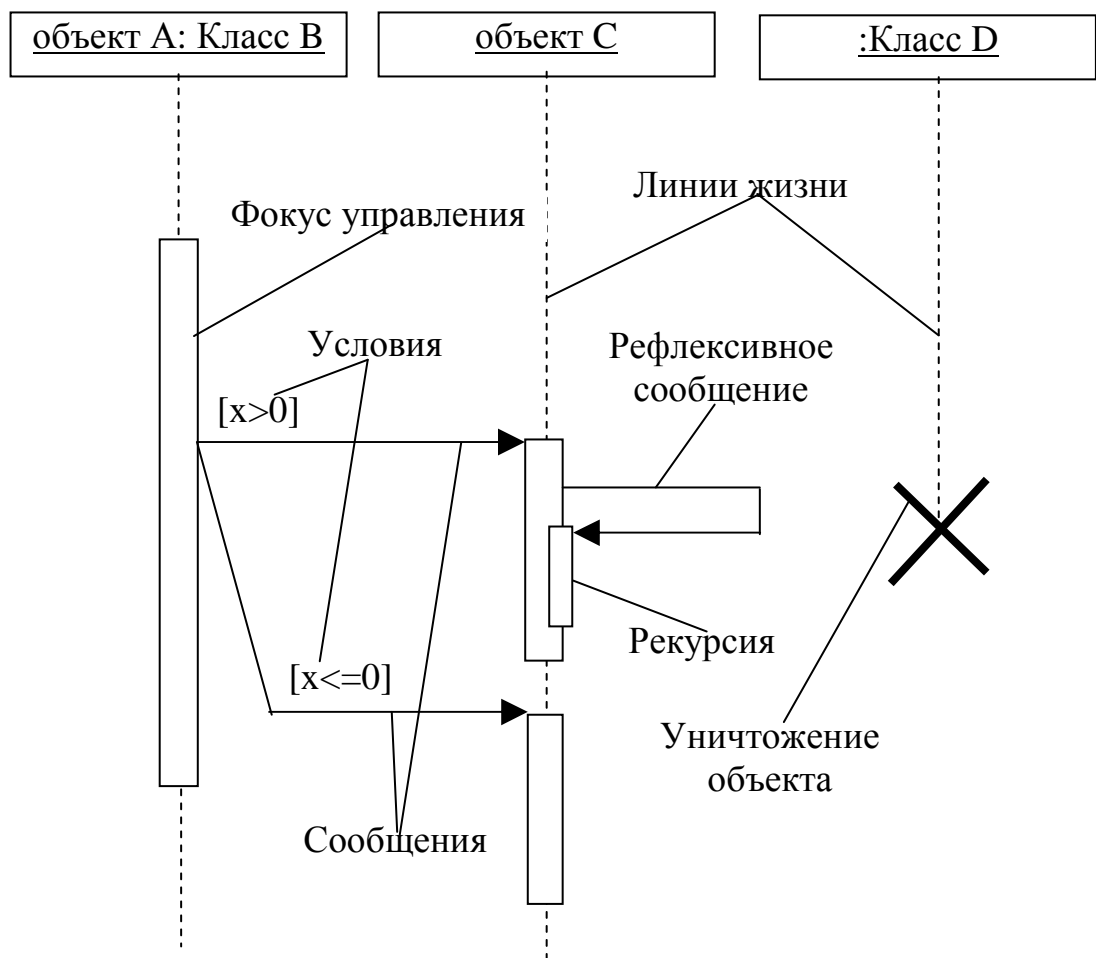 объект А: Класс В
объект С
:Класс D
Линии жизни
Фокус управления
Условия
Рефлексивное
сообщение
[x>0]
Рекурсия
[x<=0]
Уничтожение
объекта
Сообщения